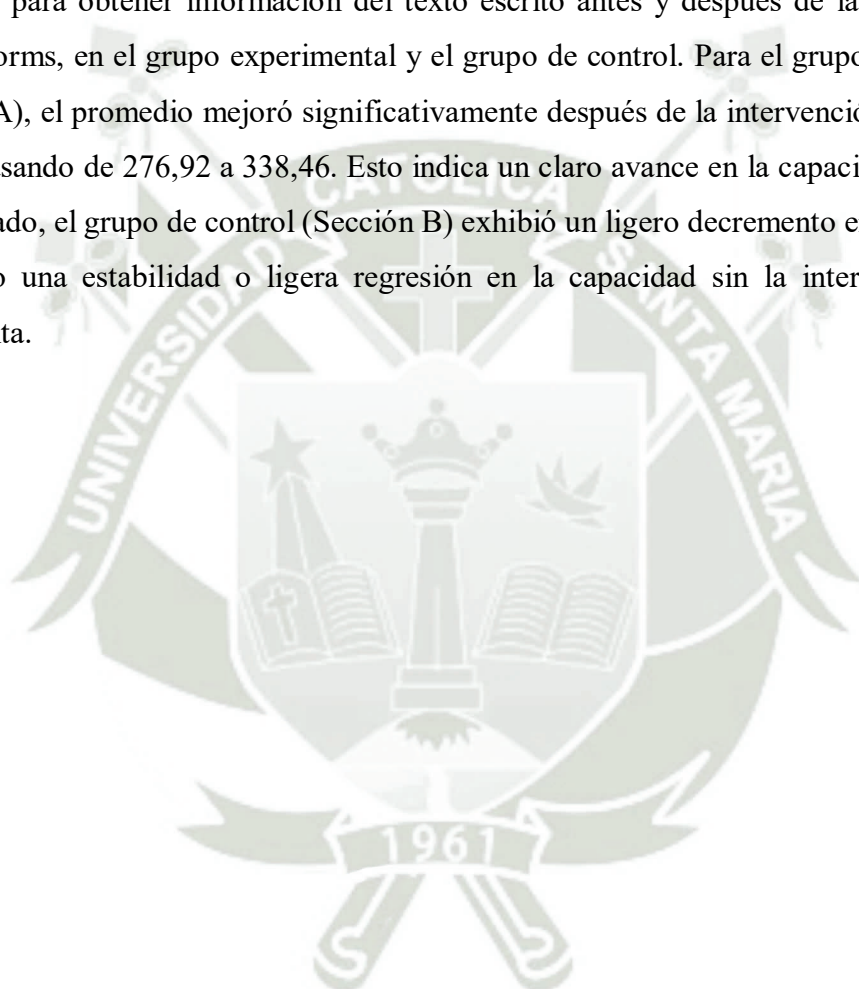 para obtener información del texto escrito antes y después de la
orms, en el grupo experimental y el grupo de control. Para el grupo
A), el promedio mejoró significativamente después de la intervenció
sando de 276,92 a 338,46. Esto indica un claro avance en la capaci
ado, el grupo de control (Sección B) exhibió un ligero decremento e
o una estabilidad o ligera regresión en la capacidad sin la inter
ta.
UNIVERSIDAD CATOLICA SANTA MARIA
1961